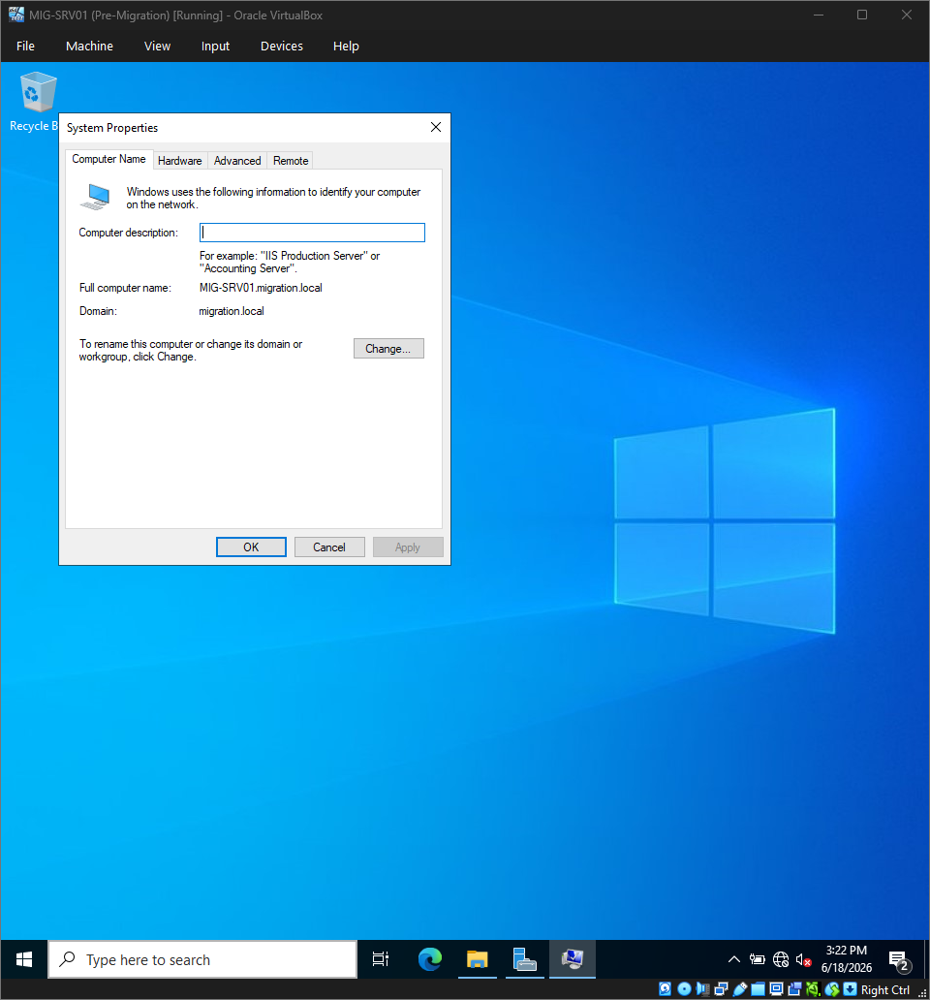 MIG-SRV01 (Pre-Migration) [Running] - Oracle VirtualBox
File Machine View Input Devices Help
Recycle B
System Properties
Computer Name Hardware Advanced Remote
Windows uses the following information to identify your computer
on the network.
Computer description:
For example: "IIS Production Server" or
"Accounting Server".
Full computer name: MIG-SRV01.migration.local
Domain: migration.local
To rename this computer or change its domain or
workgroup, click Change.
Change...
OK Cancel Apply
Type here to search
3:22 PM
6/18/2026
2
Right Ctrl